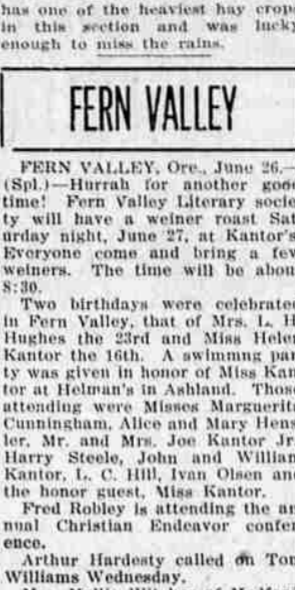 has one of the heaviest hay crops
in this section and was lucky
enough to miss the rains.
FERN VALLEY
FERN VALLEY, Ore., June 26.—
(Spl.)—Hurrah for another good
time! Fern Valley Literary socie
ty will have a weiner roast Sat
urday night, June 27, at Kantor's
Everyone come and bring a few
weiners. The time will be abou
8:30.
Two birthdays were celebrate
in Fern Valley, that of Mrs. L. H
Hughes the 23rd and Miss Helen
Kantor the 16th. A swimmng par
ty was given in honor of Miss Kan
tor at Helman's in Ashland. Those
attending were Misses Marguerite
Cunningham, Alice and Mary Hens
ler, Mr. and Mrs. Joe Kantor Jr
Harry Steele, John and William
Kantor, L. C. Hill, Ivan Olsen an
the honor guest, Miss Kantor.
Fred Robley is attending the an
nual Christian Endeavor confer
ence.
Arthur Hardesty called on Tom
Williams Wednesday.